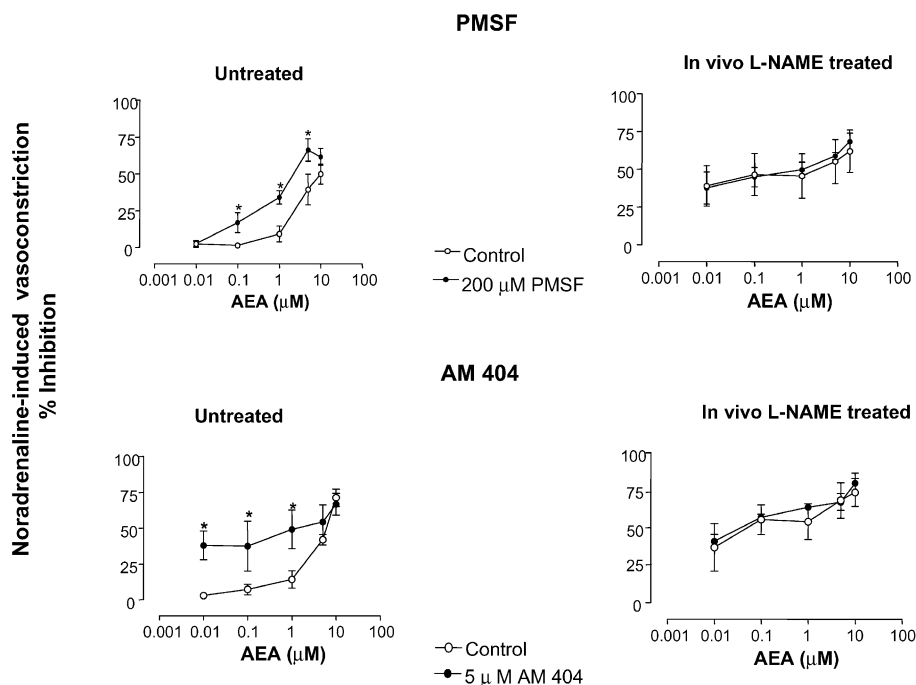 PMSF
Untreated
In vivo L-NAME treated
Noradrenaline-induced vasoconstriction
% Inhibition
100
75
50
25
0
0.001 0.01 0.1 1 10 100
AEA (μM)
100
75
50
25
0
0.001 0.01 0.1 1 10 100
AEA (μM)
Control
200 μM PMSF
AM 404
Untreated
In vivo L-NAME treated
100
75
50
25
0
0.001 0.01 0.1 1 10 100
AEA (μM)
100
75
50
25
0
0.001 0.01 0.1 1 10 100
AEA (μM)
Control
5 μ M AM 404
* * * *
* * *